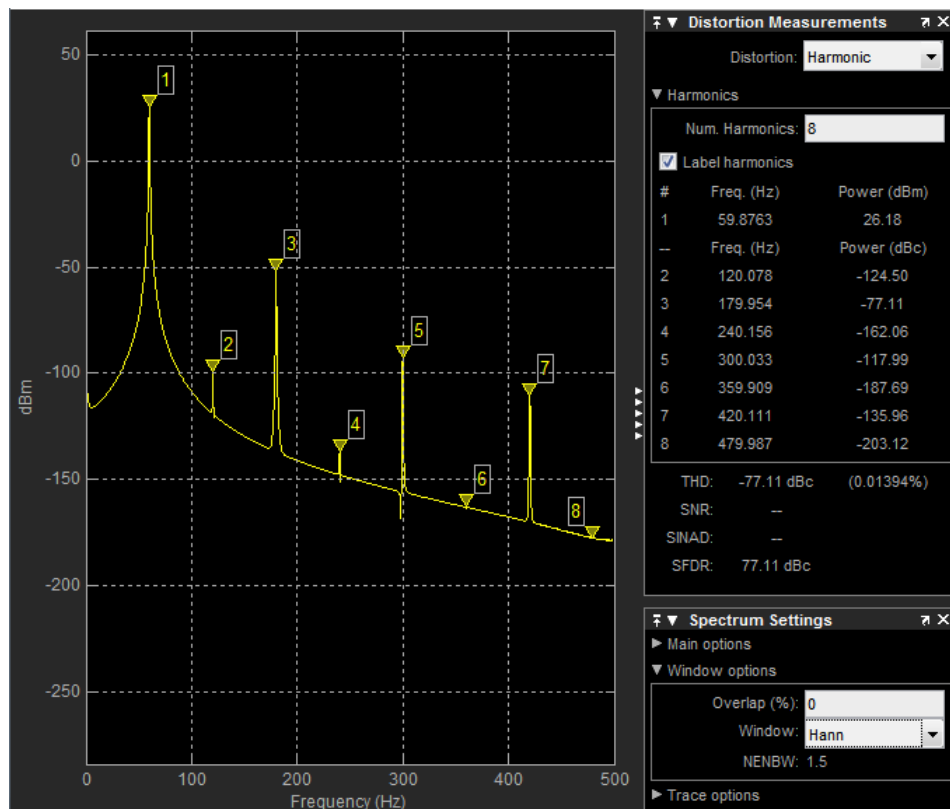 50
0
-50
-100
-150
-200
-250
dBm
0 100 200 300 400 500
Frequency (Hz)
1
2
3
4
5
6
7
8
Distortion Measurements
Distortion: Harmonic
Harmonics
Num. Harmonics: 8
Label harmonics
# Freq. (Hz) Power (dBm)
1 59.8763 26.18
-- Freq. (Hz) Power (dBc)
2 120.078 -124.50
3 179.954 -77.11
4 240.156 -162.06
5 300.033 -117.99
6 359.909 -187.69
7 420.111 -135.96
8 479.987 -203.12
THD: -77.11 dBc (0.01394%)
SNR: --
SINAD: --
SFDR: 77.11 dBc
Spectrum Settings
Main options
Window options
Overlap (%): 0
Window: Hann
NENBW: 1.5
Trace options